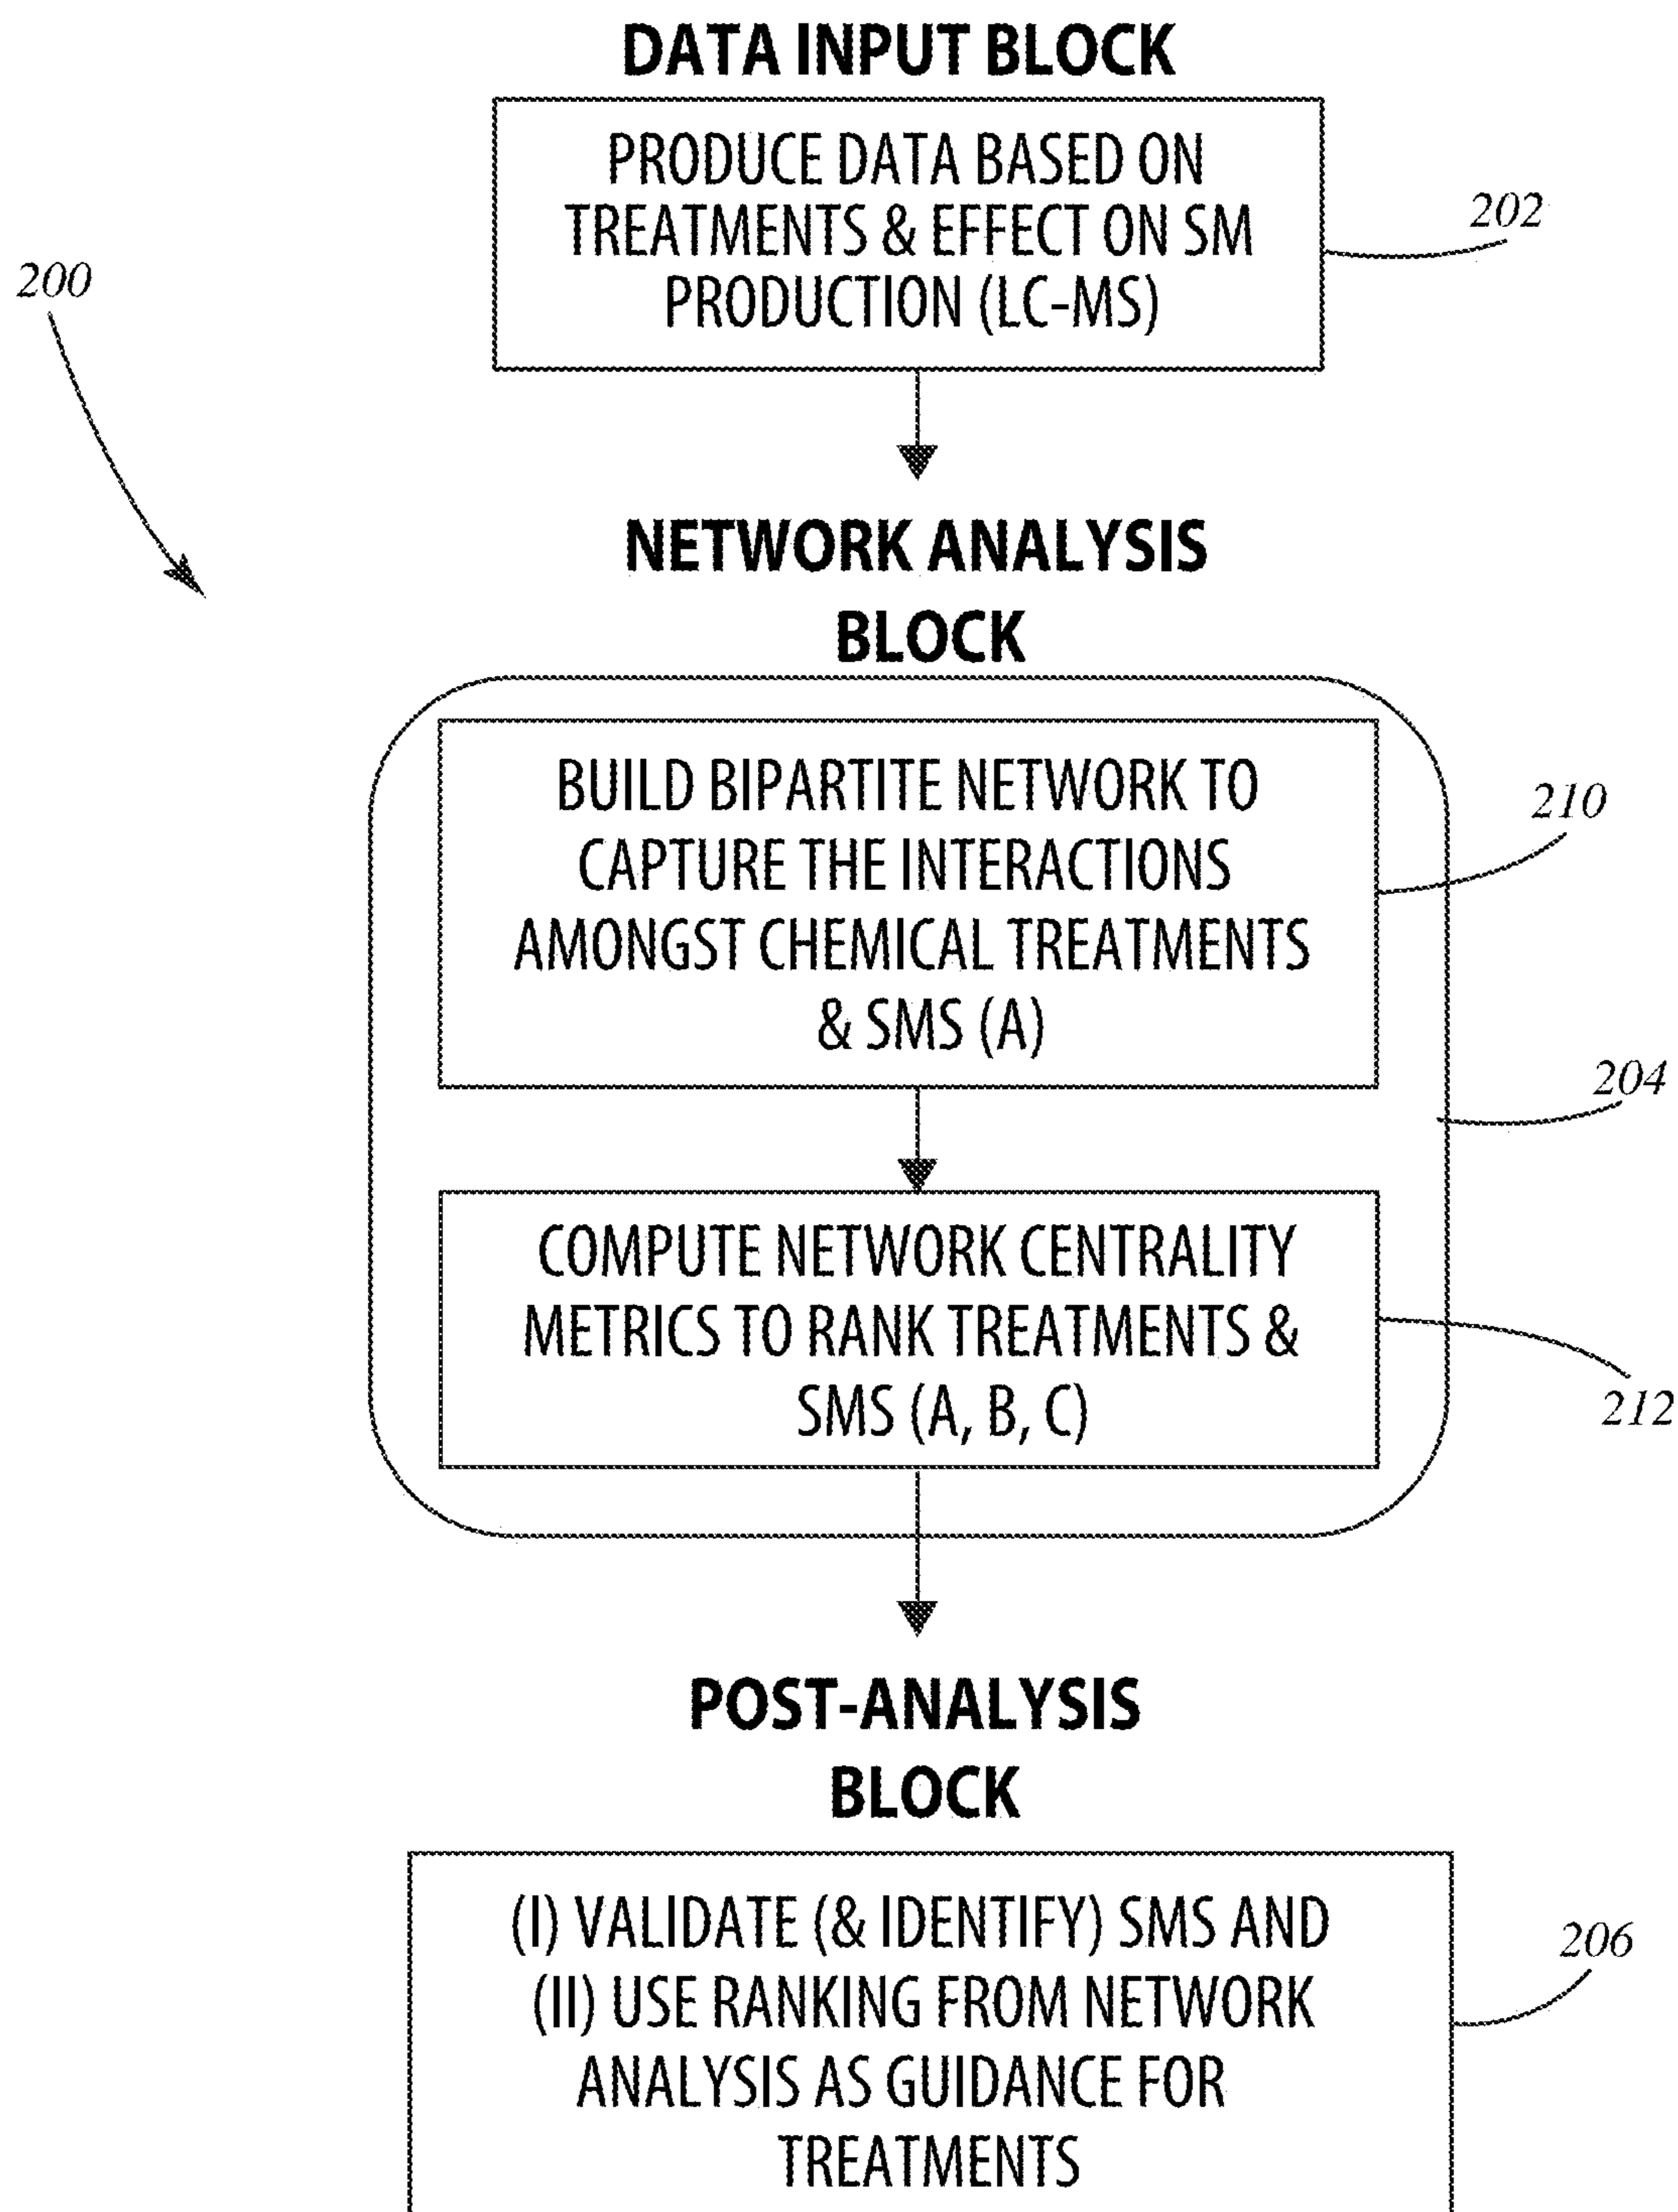 DATA INPUT BLOCK
PRODUCE DATA BASED ON
TREATMENTS & EFFECT ON SM
PRODUCTION (LC-MS)
202
200
NETWORK ANALYSIS
BLOCK
BUILD BIPARTITE NETWORK TO
CAPTURE THE INTERACTIONS
AMONGST CHEMICAL TREATMENTS
& SMS (A)
210
204
COMPUTE NETWORK CENTRALITY
METRICS TO RANK TREATMENTS &
SMS (A, B, C)
212
POST-ANALYSIS
BLOCK
(I) VALIDATE (& IDENTIFY) SMS AND
(II) USE RANKING FROM NETWORK
ANALYSIS AS GUIDANCE FOR
TREATMENTS
206